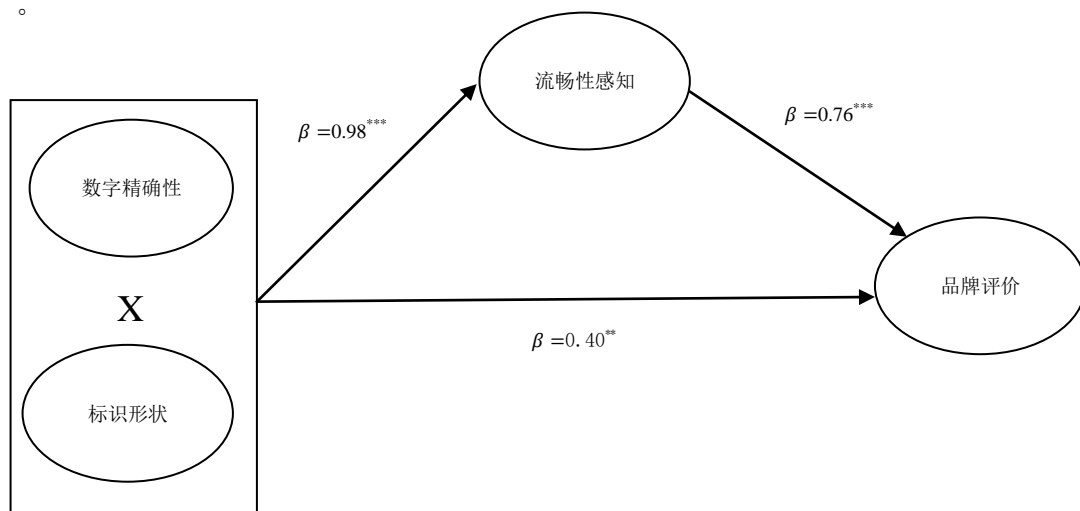 。
流畅性感知
β =0.98***
β =0.76***
数字精确性
X
品牌评价
β =0.40**
标识形状